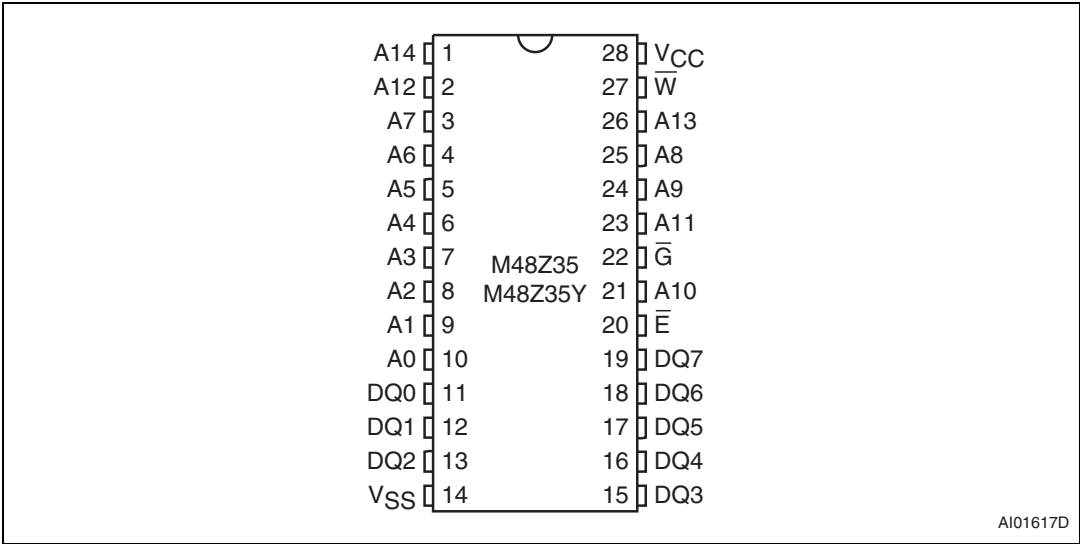 A14 1 28 VCC
A12 2 27 W̅
A7 3 26 A13
A6 4 25 A8
A5 5 24 A9
A4 6 23 A11
A3 7 22 G̅
M48Z35
A2 8 21 A10
M48Z35Y
A1 9 20 E̅
A0 10 19 DQ7
DQ0 11 18 DQ6
DQ1 12 17 DQ5
DQ2 13 16 DQ4
VSS 14 15 DQ3
AI01617D